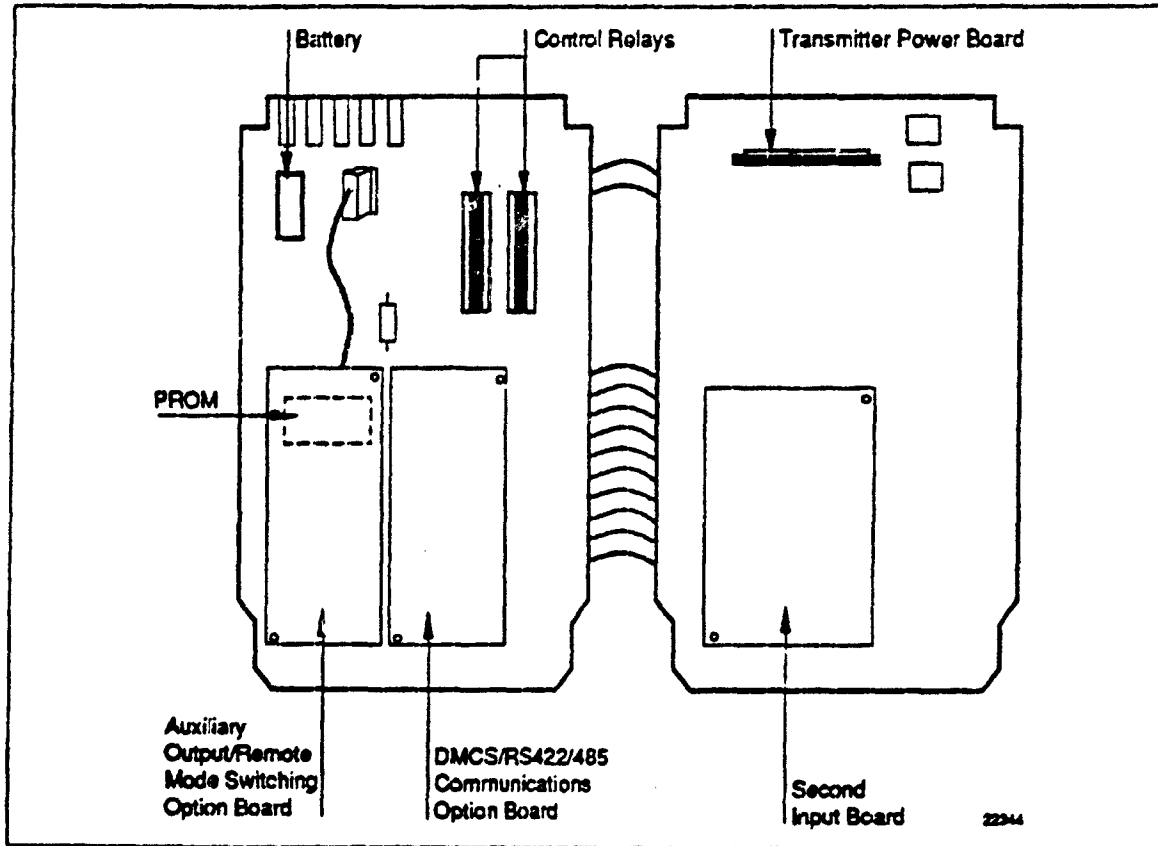 Battery
Control Relays
Transmitter Power Board
PROM
Auxiliary
Output/Remote
Mode Switching
Option Board
DMCS/RS422/485
Communications
Option Board
Second
Input Board
22944